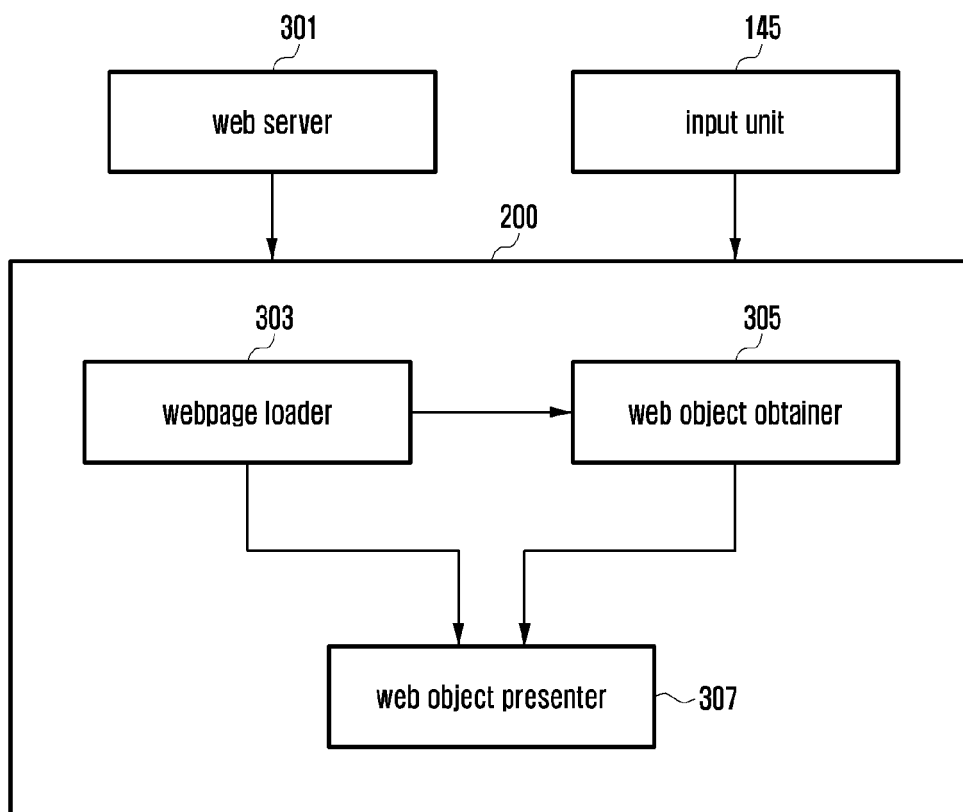 301
145
web server
input unit
200
303
305
webpage loader
web object obtainer
web object presenter
307